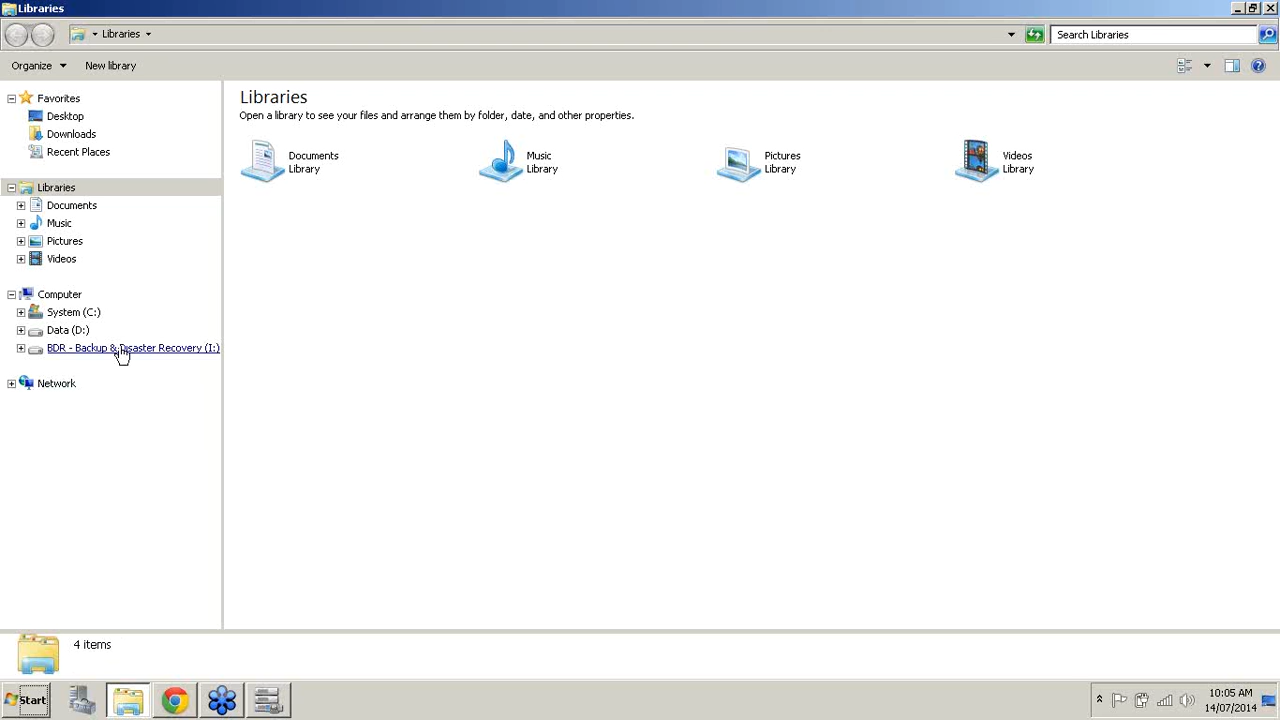 Libraries
Libraries
Search Libraries
Organize
New library
Favorites
Desktop
Downloads
Recent Places
Libraries
Documents
Music
Pictures
Videos
Computer
System (C:)
Data (D:)
BDR - Backup & Disaster Recovery (I:)
Network
Libraries
Open a library to see your files and arrange them by folder, date, and other properties.
Documents
Library
Music
Library
Pictures
Library
Videos
Library
4 items
Start
10:05 AM
14/07/2014